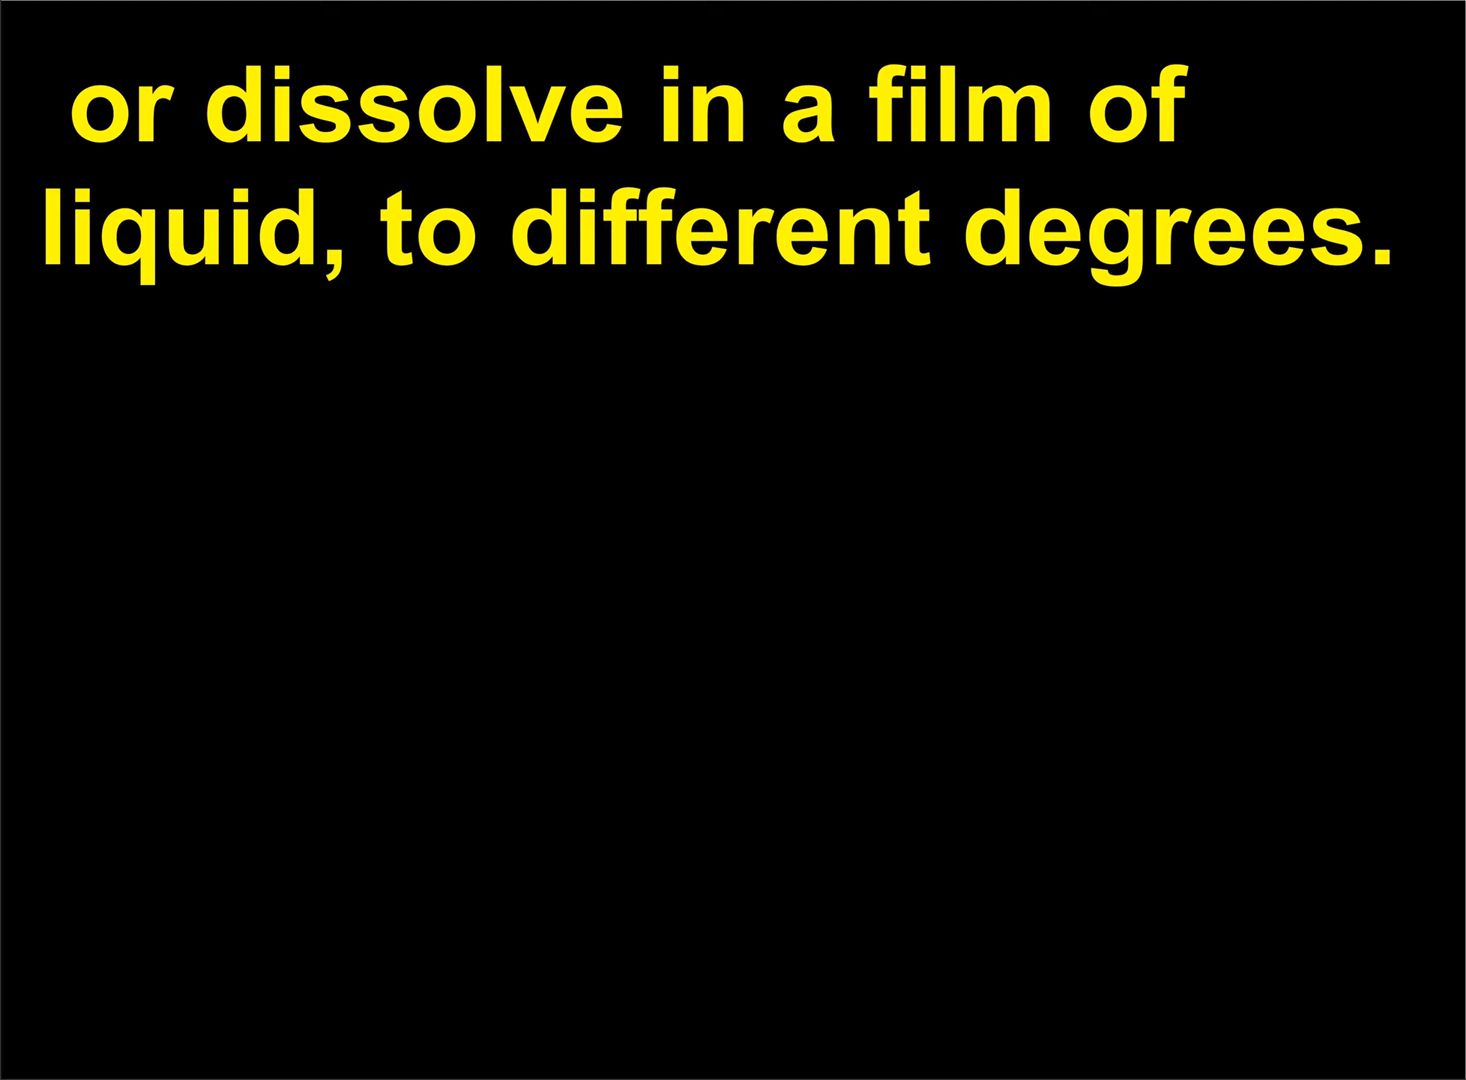 or dissolve in a film of
liquid, to different degrees.